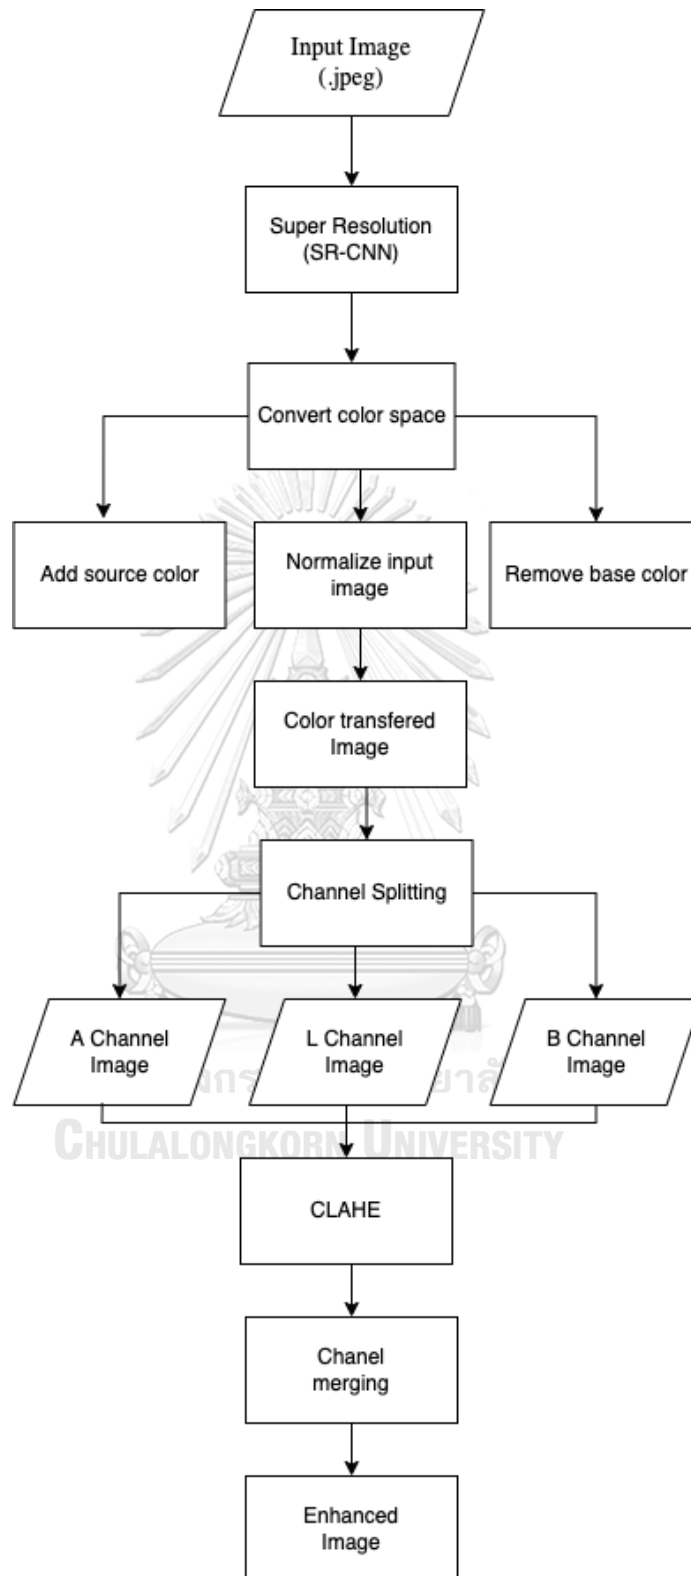 Input Image
(.jpeg)
Super Resolution
(SR-CNN)
Convert color space
Add source color
Normalize input
image
Remove base color
Color transfered
Image
Channel Splitting
A Channel
Image
L Channel
Image
B Channel
Image
CHULALONGKORN UNIVERSITY
CLAHE
Chanel
merging
Enhanced
Image